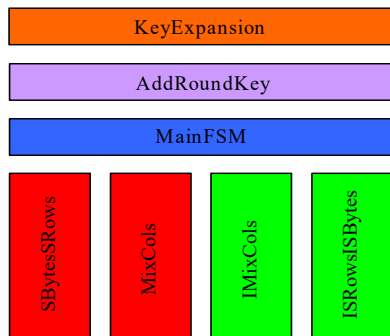 KeyExpansion
AddRoundKey
MainFSM
SBytesSRows
MixCols
IMixCols
ISRowsISBytes